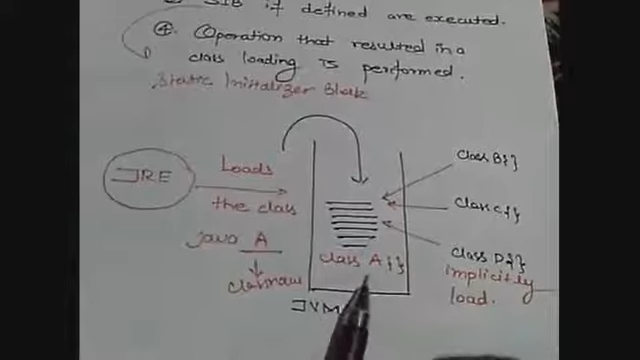 SIB if defined are executed.
④. Operation that resulted in a
class loading is performed.
Static Initializer Block
JRE
Loads
the class
java A
classname
class A{}
JVM
class B{}
class C{}
class D{}
implicitly
load.